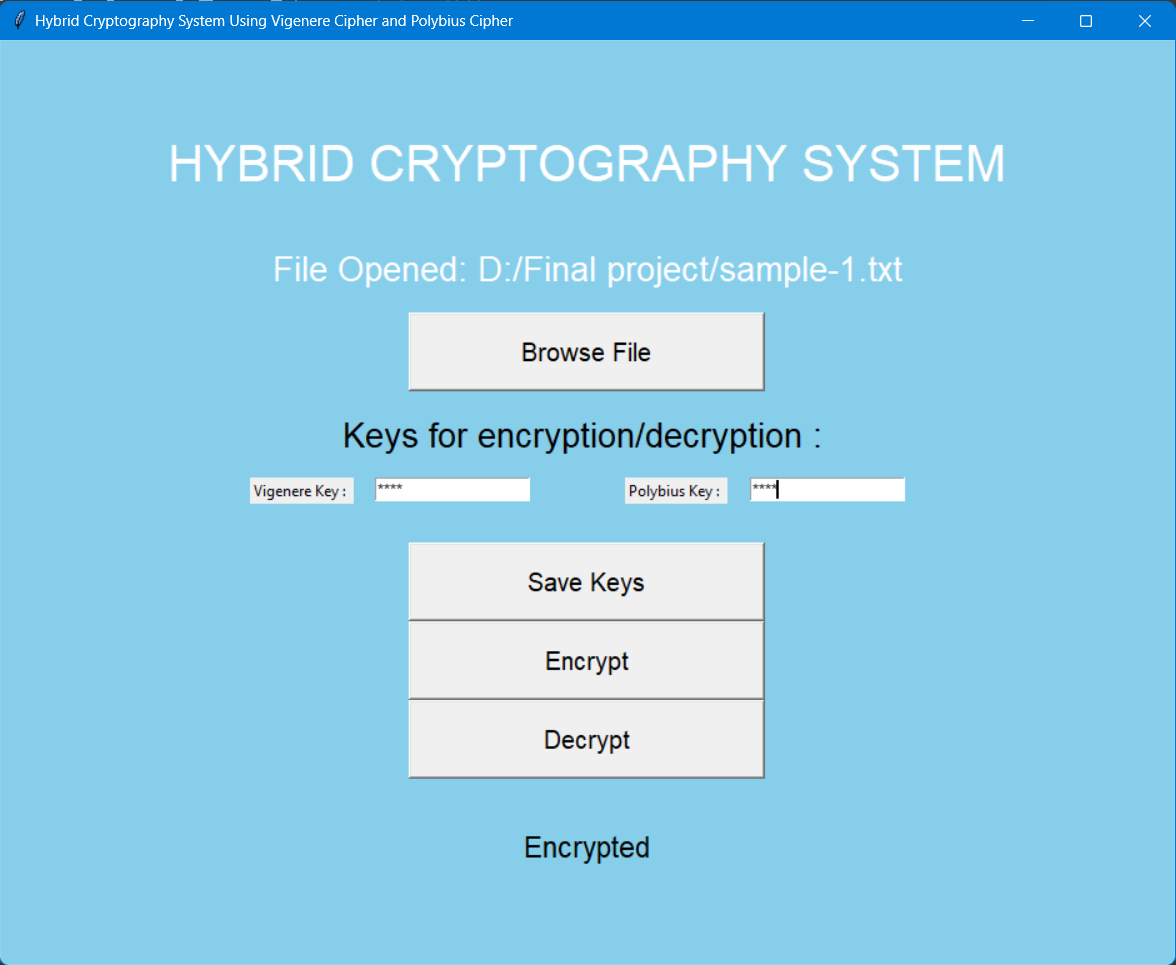 Hybrid Cryptography System Using Vigenere Cipher and Polybius Cipher
HYBRID CRYPTOGRAPHY SYSTEM
File Opened: D:/Final project/sample-1.txt
Browse File
Keys for encryption/decryption :
Vigenere Key : **** Polybius Key : ****
Save Keys
Encrypt
Decrypt
Encrypted